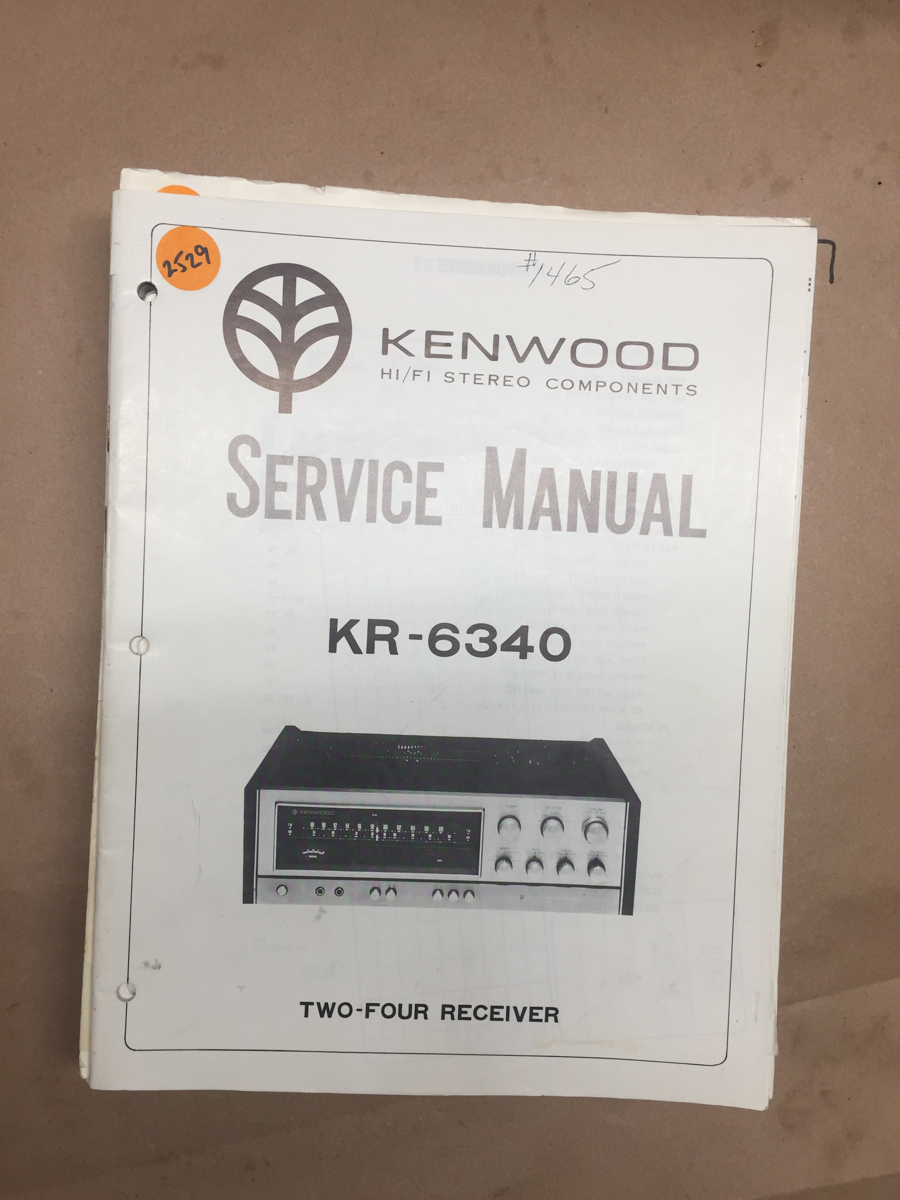 2529
#1465
KENWOOD
HI/FI STEREO COMPONENTS
SERVICE MANUAL
KR-6340
KENWOOD
TWO-FOUR RECEIVER